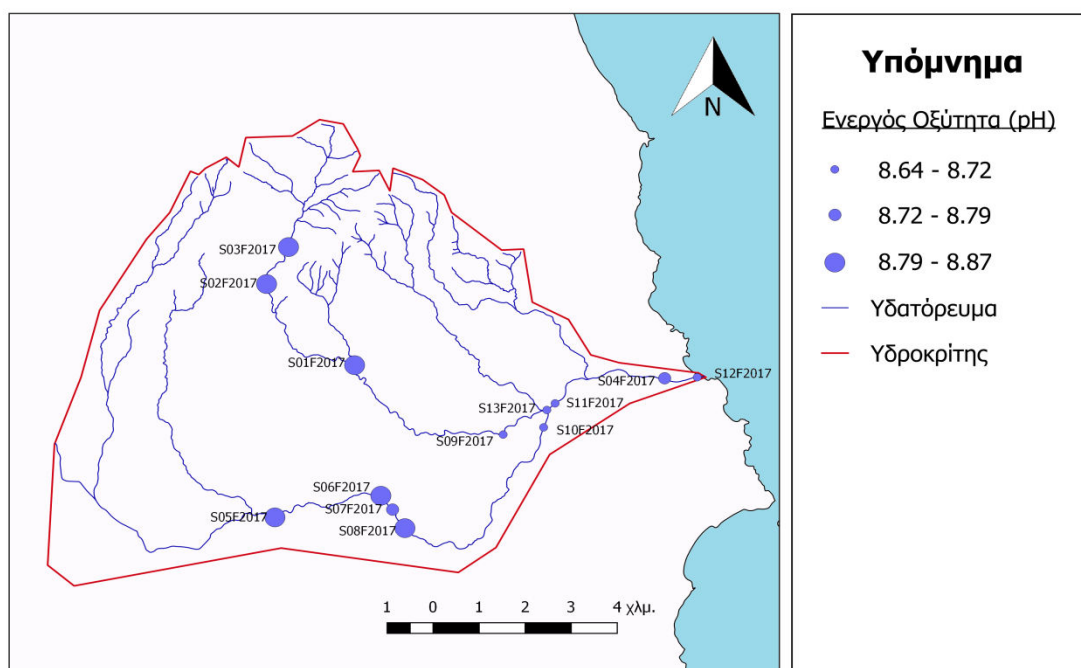 N
S03F2017
S02F2017
S01F2017
S04F2017
S12F2017
S13F2017
S11F2017
S09F2017
S10F2017
S06F2017
S07F2017
S05F2017
S08F2017
1 0 1 2 3 4 χλμ.
Υπόμνημα
Ενεργός Οξύτητα (pH)
8.64 - 8.72
8.72 - 8.79
8.79 - 8.87
Υδατόρευμα
Υδροκρίτης